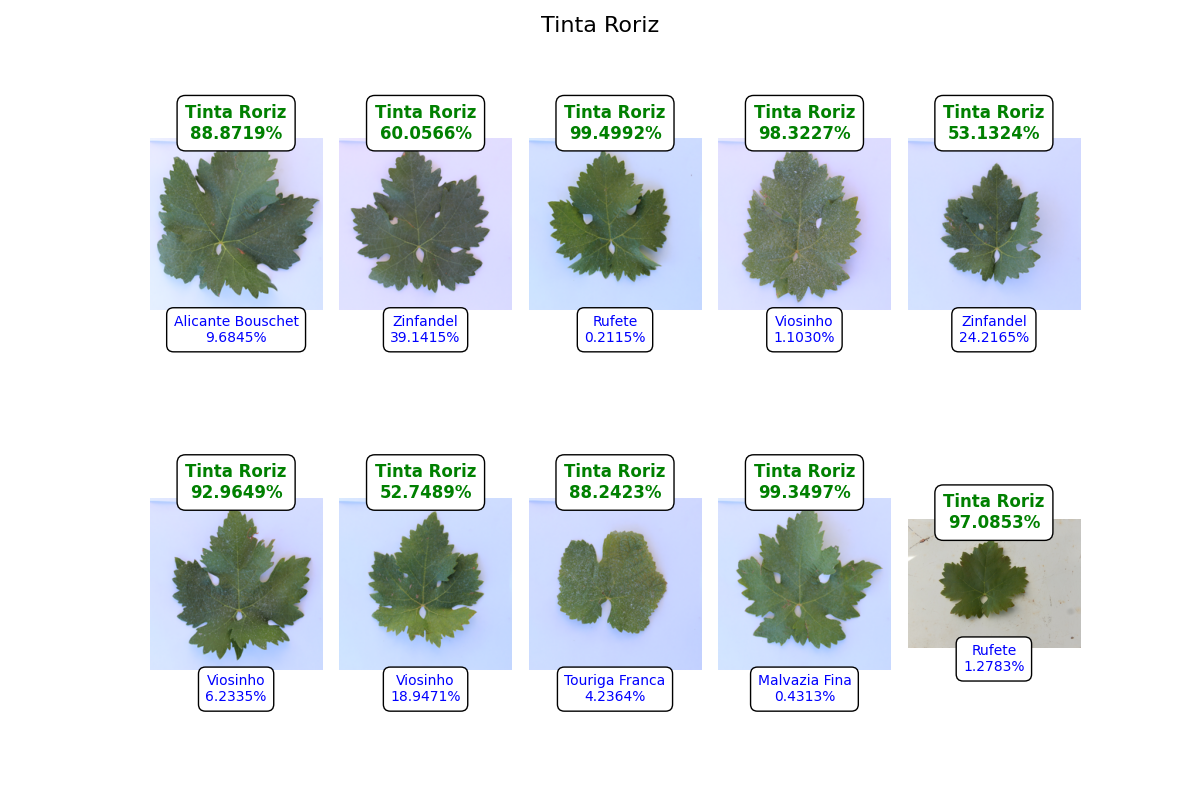 Tinta Roriz
Tinta Roriz
88.8719%
Tinta Roriz
60.0566%
Tinta Roriz
99.4992%
Tinta Roriz
98.3227%
Tinta Roriz
53.1324%
Alicante Bouschet
9.6845%
Zinfandel
39.1415%
Rufete
0.2115%
Viosinho
1.1030%
Zinfandel
24.2165%
Tinta Roriz
92.9649%
Tinta Roriz
52.7489%
Tinta Roriz
88.2423%
Tinta Roriz
99.3497%
Tinta Roriz
97.0853%
Viosinho
6.2335%
Viosinho
18.9471%
Touriga Franca
4.2364%
Malvazia Fina
0.4313%
Rufete
1.2783%